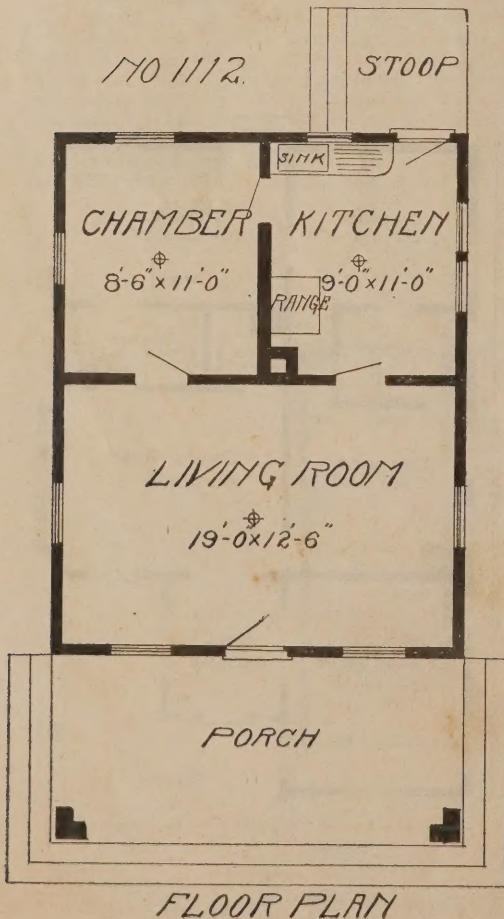 NO 1112.
STOOP
SINK
CHAMBER
8'-6" x 11'-0"
KITCHEN
9'-0" x 11'-0"
RANGE
LIVING ROOM
19'-0" x 12'-6"
PORCH
FLOOR PLAN